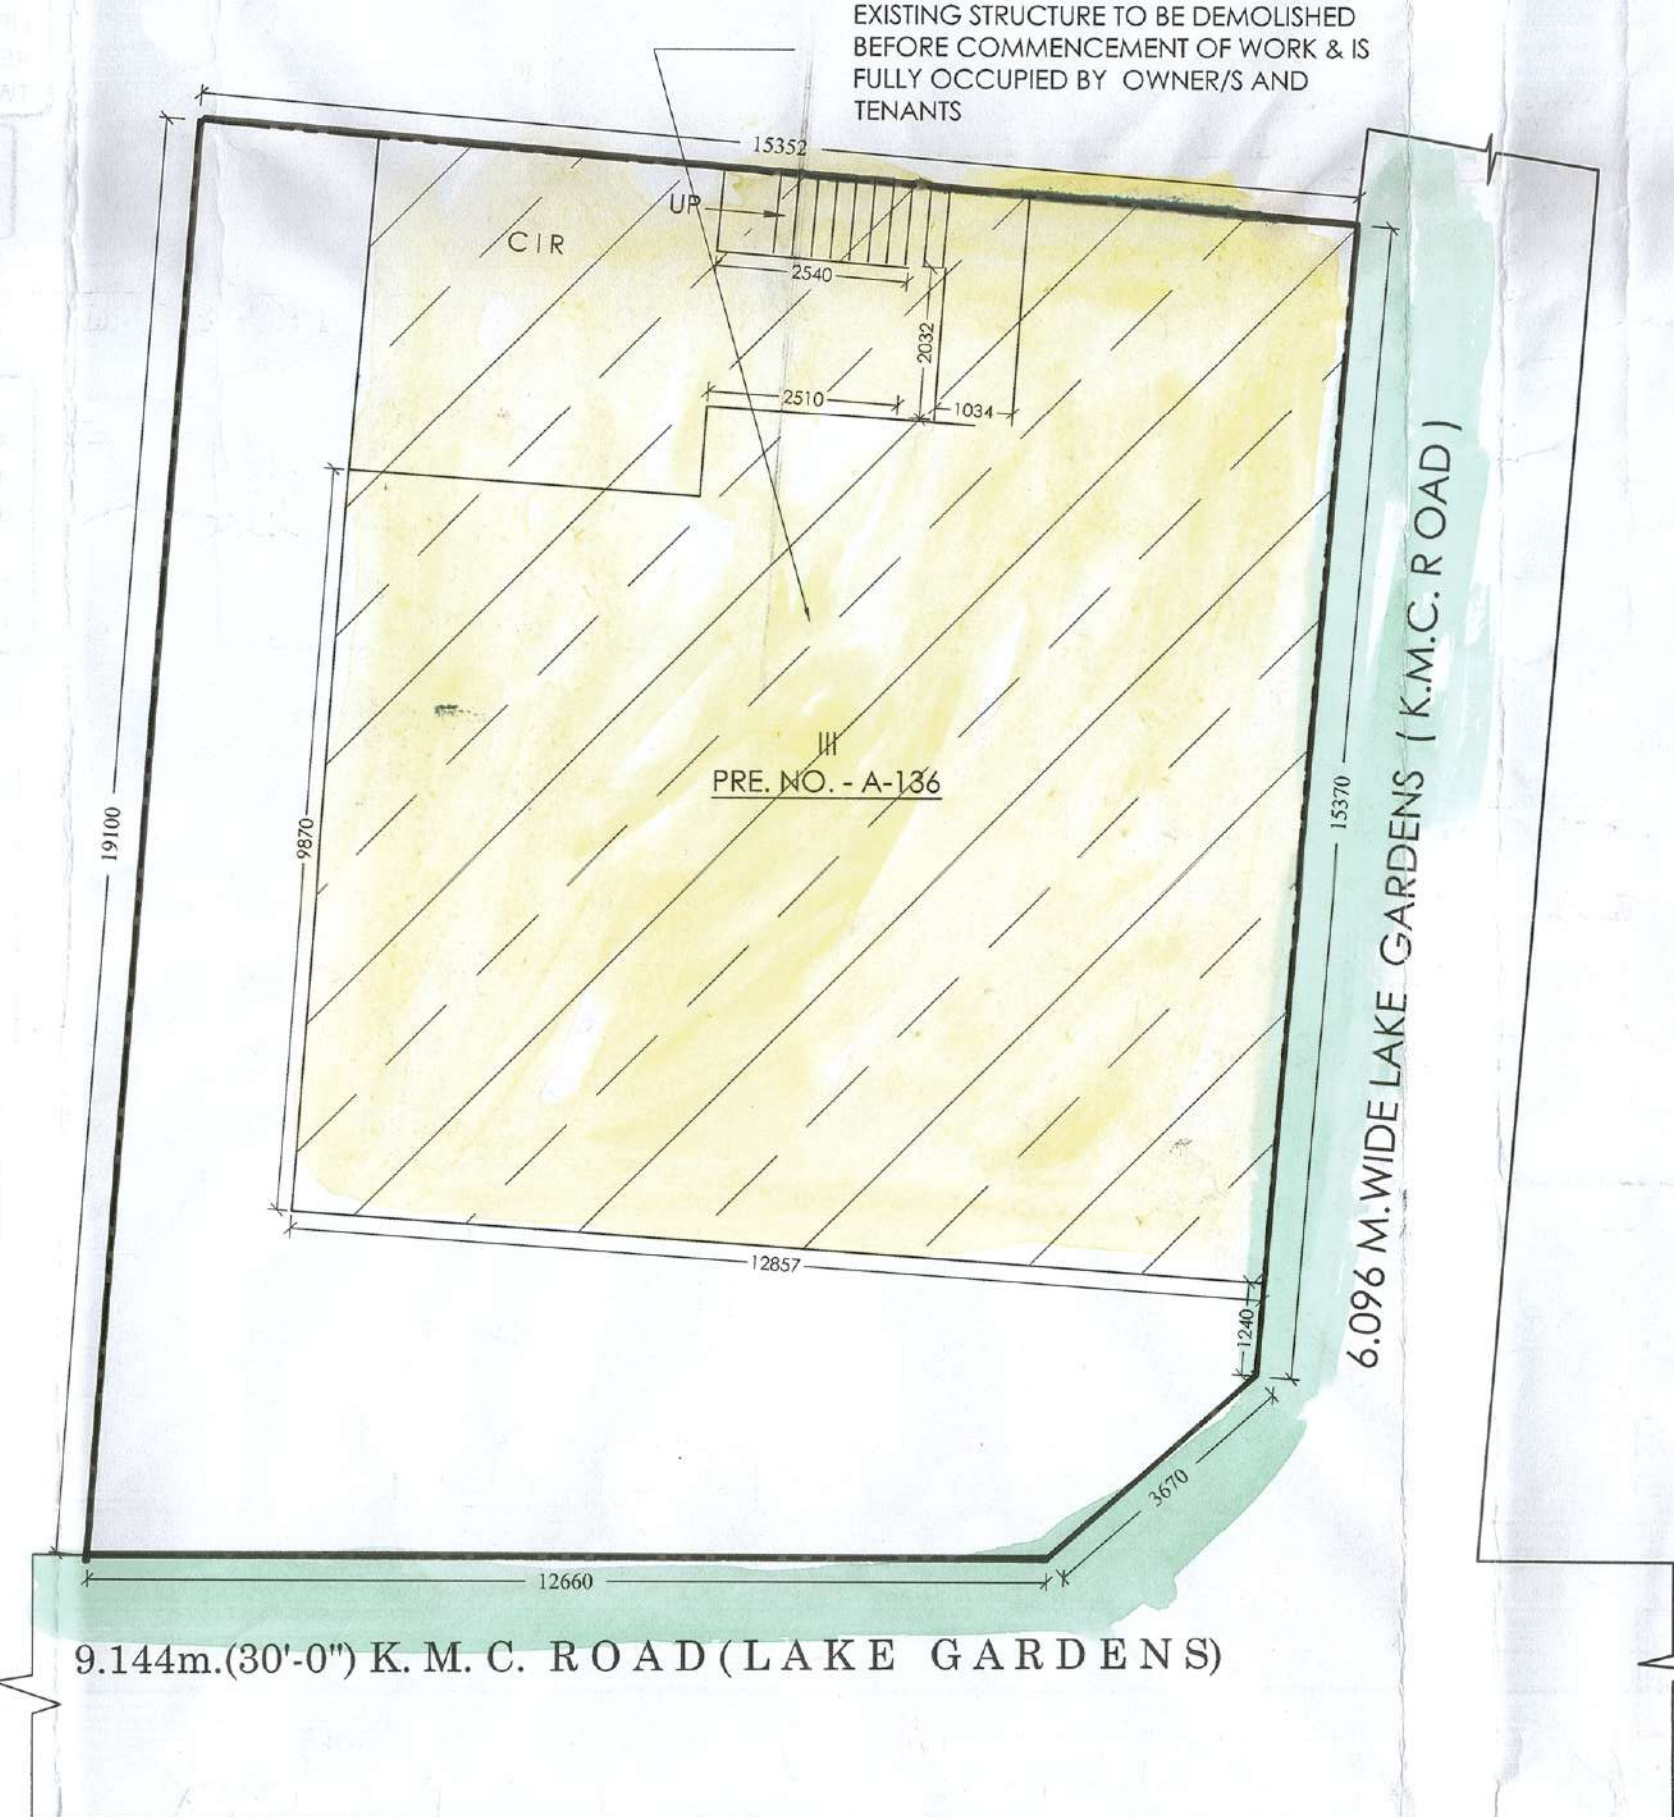 EXISTING STRUCTURE TO BE DEMOLISHED
BEFORE COMMENCEMENT OF WORK & IS
FULLY OCCUPIED BY OWNER/S AND
TENANTS
15352
UP
CIR
2540
2032
2510
1034
III
PRE. NO. - A-136
19100
9870
15370
6.096 M.WIDE LAKE GARDENS (K.M.C. ROAD)
12857
1240
3670
12660
9.144m.(30'-0") K. M. C. ROAD(LAKE GARDENS)